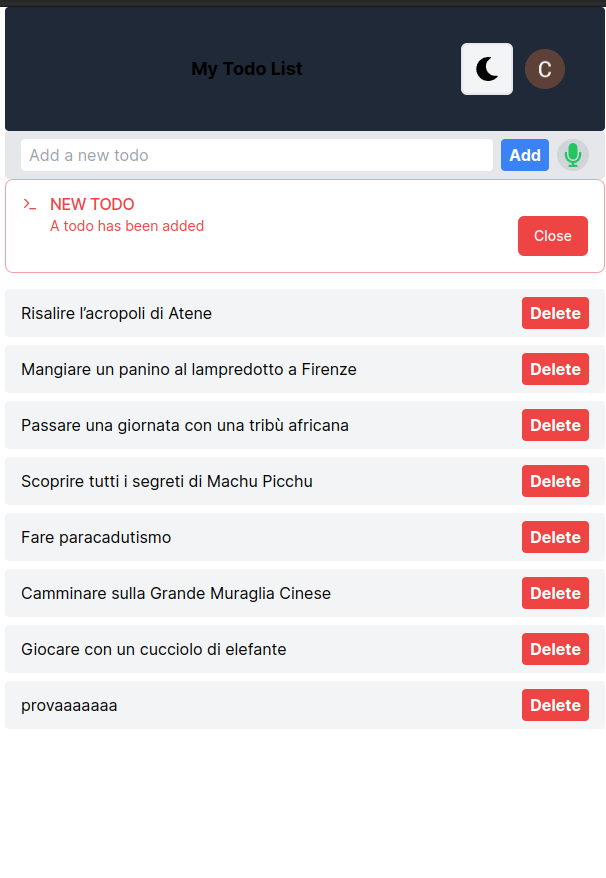 My Todo List
C
Add a new todo
Add
NEW TODO
A todo has been added
Close
Risalire l’acropoli di Atene
Delete
Mangiare un panino al lampredotto a Firenze
Delete
Passare una giornata con una tribù africana
Delete
Scoprire tutti i segreti di Machu Picchu
Delete
Fare paracadutismo
Delete
Camminare sulla Grande Muraglia Cinese
Delete
Giocare con un cucciolo di elefante
Delete
provaaaaaaa
Delete